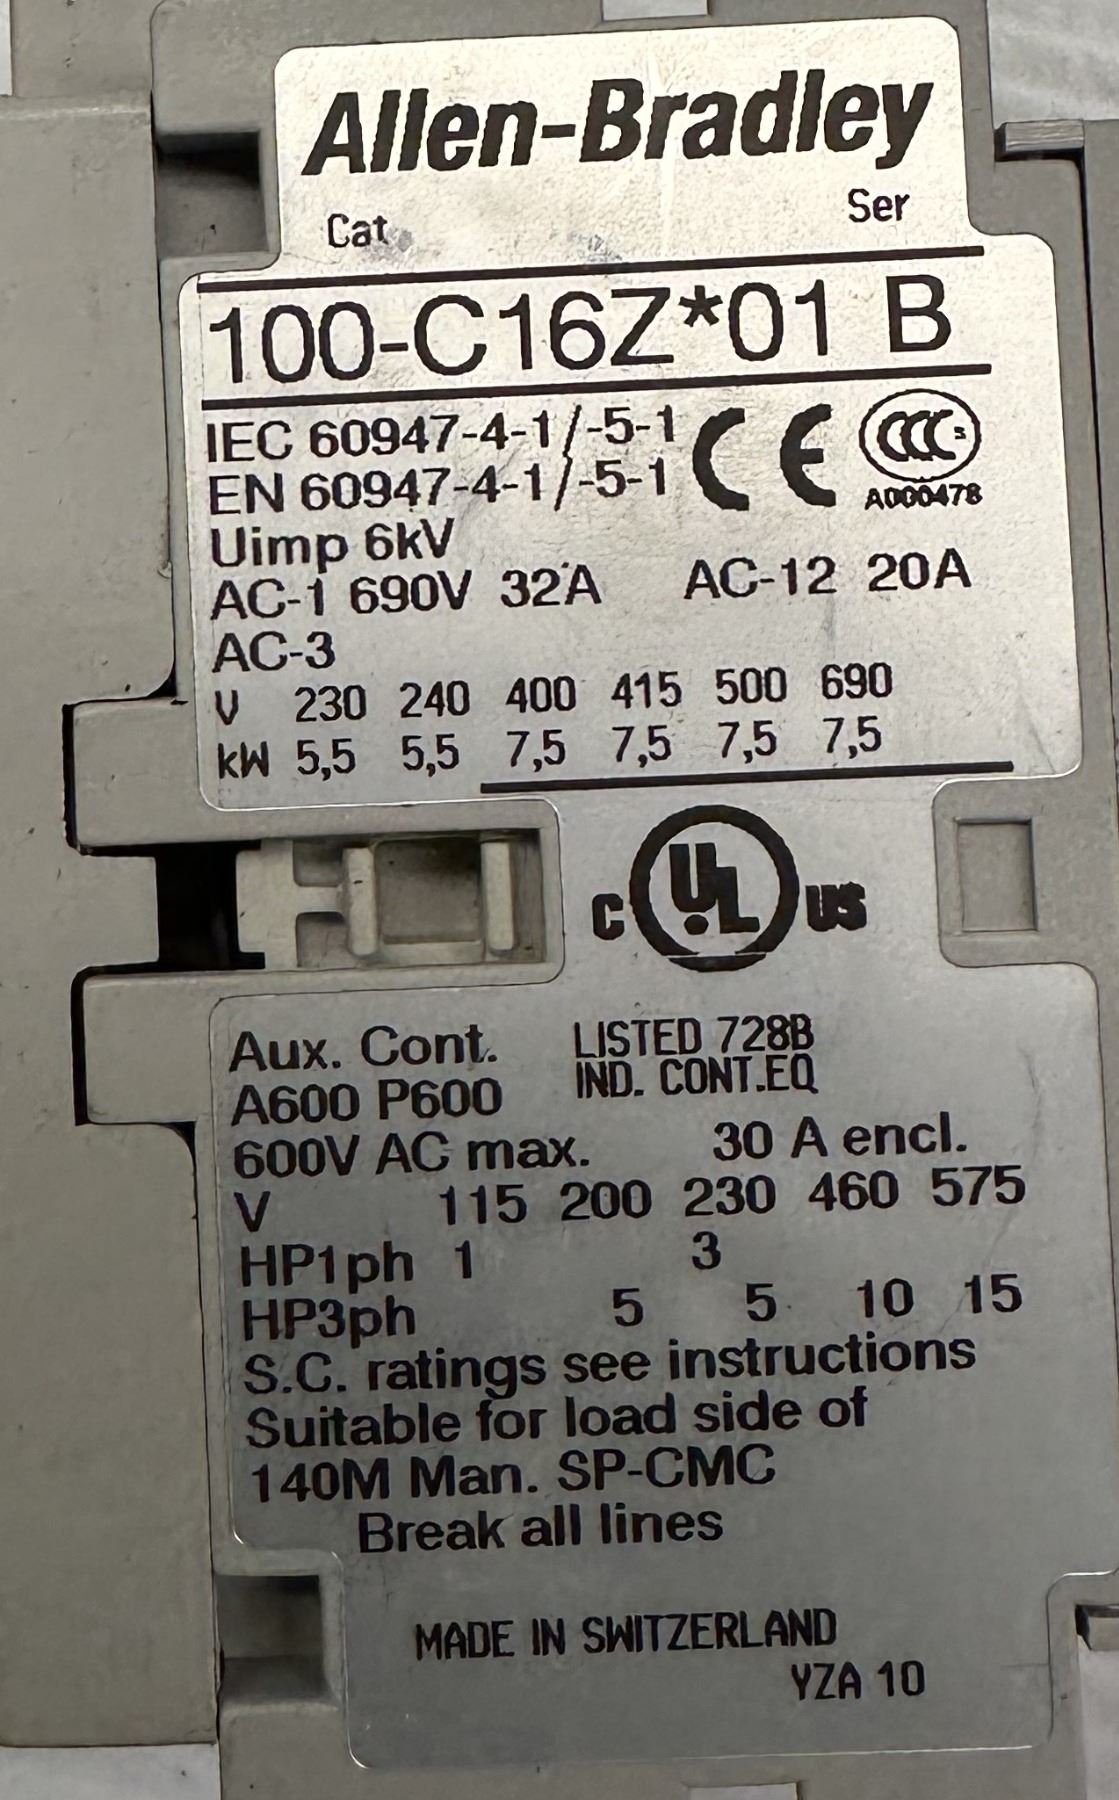 Allen-Bradley
Cat Ser
100-C16Z*01 B
IEC 60947-4-1/-5-1
EN 60947-4-1/-5-1
CE
CCC S
A000478
Uimp 6kV
AC-1 690V 32A AC-12 20A
AC-3
V 230 240 400 415 500 690
kW 5,5 5,5 7,5 7,5 7,5 7,5
C UL US
Aux. Cont. LISTED 728B
A600 P600 IND. CONT.EQ
600V AC max. 30 A encl.
V 115 200 230 460 575
HP1ph 1 3
HP3ph 5 5 10 15
S.C. ratings see instructions
Suitable for load side of
140M Man. SP-CMC
Break all lines
MADE IN SWITZERLAND
YZA 10